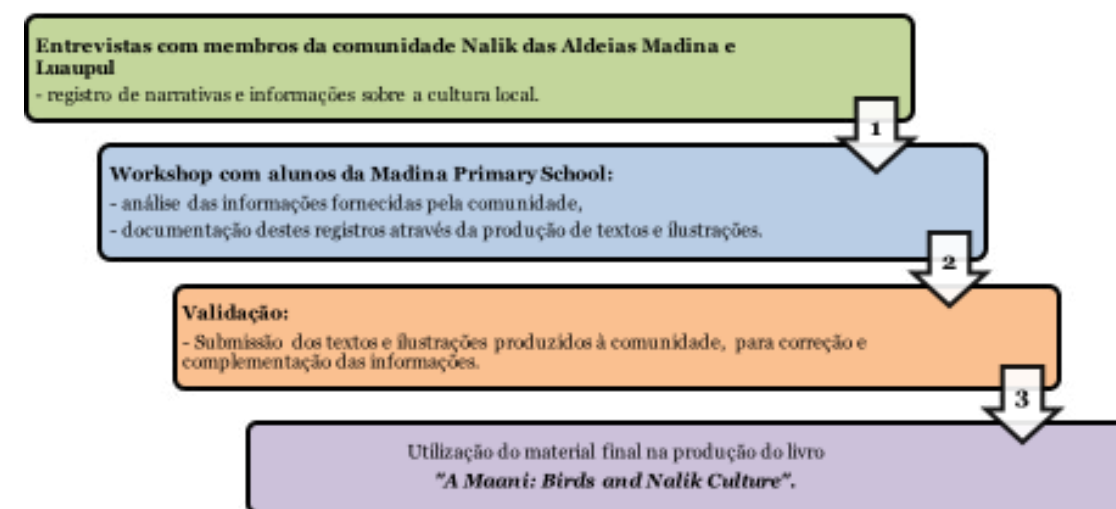 Entrevistas com membros da comunidade Nalik das Aldeias Madina e
Luaupul
- registro de narrativas e informações sobre a cultura local.
1
Workshop com alunos da Madina Primary School:
- análise das informações fornecidas pela comunidade,
- documentação destes registros através da produção de textos e ilustrações.
2
Validação:
- Submissão dos textos e ilustrações produzidos à comunidade, para correção e
complementação das informações.
3
Utilização do material final na produção do livro
"A Maani: Birds and Nalik Culture".